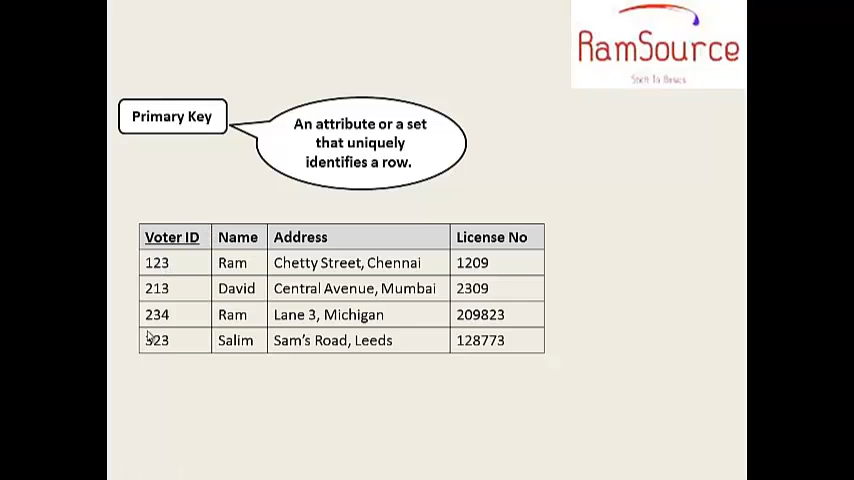 RamSource
Primary Key
An attribute or a set
that uniquely
identifies a row.
Voter ID Name Address License No
123 Ram Chetty Street, Chennai 1209
213 David Central Avenue, Mumbai 2309
234 Ram Lane 3, Michigan 209823
323 Salim Sam's Road, Leeds 128773